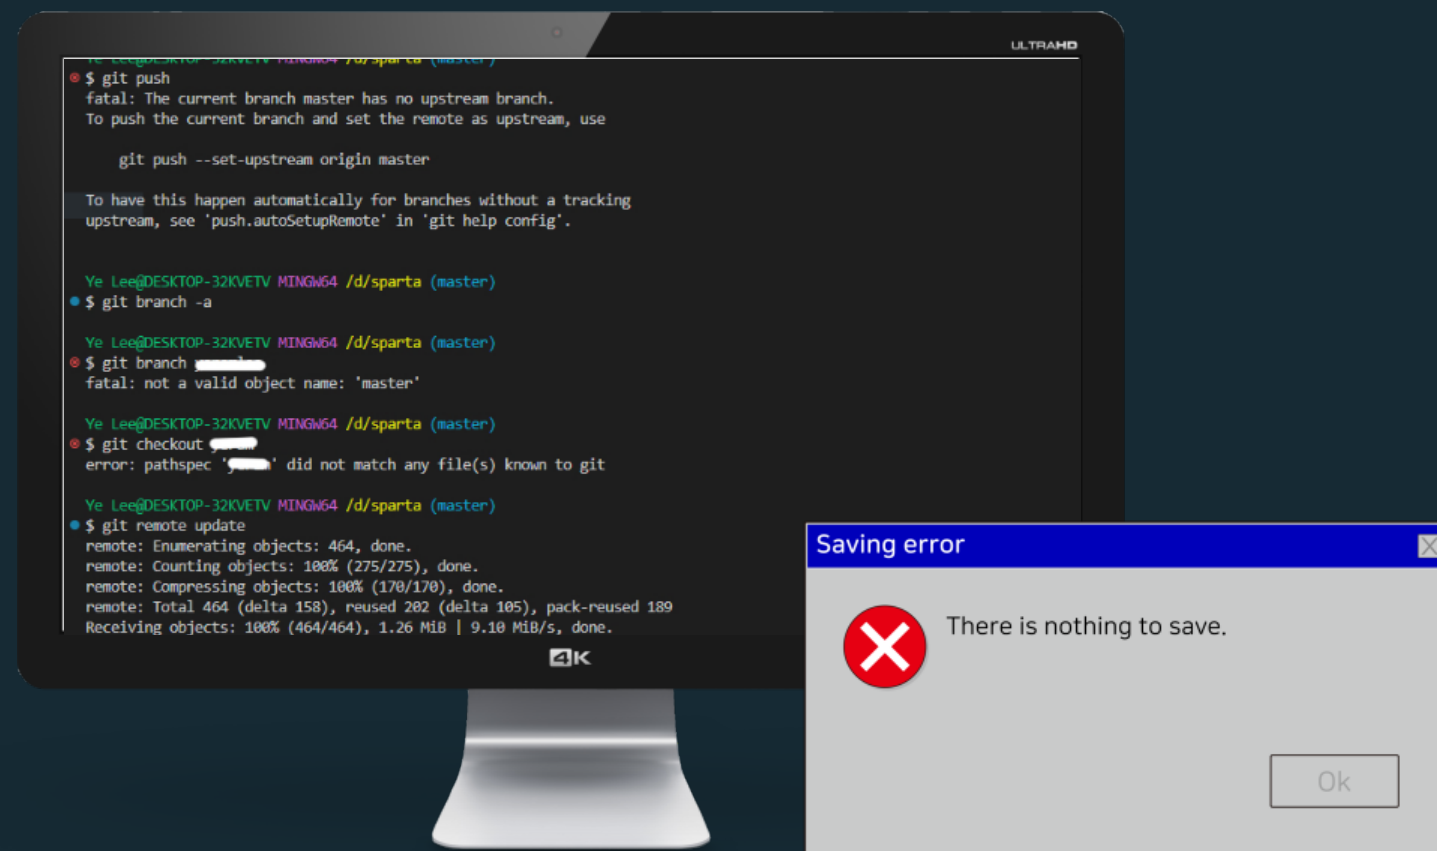 ULTRAHD
Ye Lee@DESKTOP-32KVETV MINGW64 /d/sparta (master)
$ git push
fatal: The current branch master has no upstream branch.
To push the current branch and set the remote as upstream, use
git push --set-upstream origin master
To have this happen automatically for branches without a tracking
upstream, see 'push.autoSetupRemote' in 'git help config'.
Ye Lee@DESKTOP-32KVETV MINGW64 /d/sparta (master)
$ git branch -a
Ye Lee@DESKTOP-32KVETV MINGW64 /d/sparta (master)
$ git branch
fatal: not a valid object name: 'master'
Ye Lee@DESKTOP-32KVETV MINGW64 /d/sparta (master)
$ git checkout
error: pathspec '' did not match any file(s) known to git
Ye Lee@DESKTOP-32KVETV MINGW64 /d/sparta (master)
$ git remote update
remote: Enumerating objects: 464, done.
remote: Counting objects: 100% (275/275), done.
remote: Compressing objects: 100% (170/170), done.
remote: Total 464 (delta 158), reused 202 (delta 105), pack-reused 189
Receiving objects: 100% (464/464), 1.26 MiB | 9.10 MiB/s, done.
4K
Saving error
There is nothing to save.
Ok